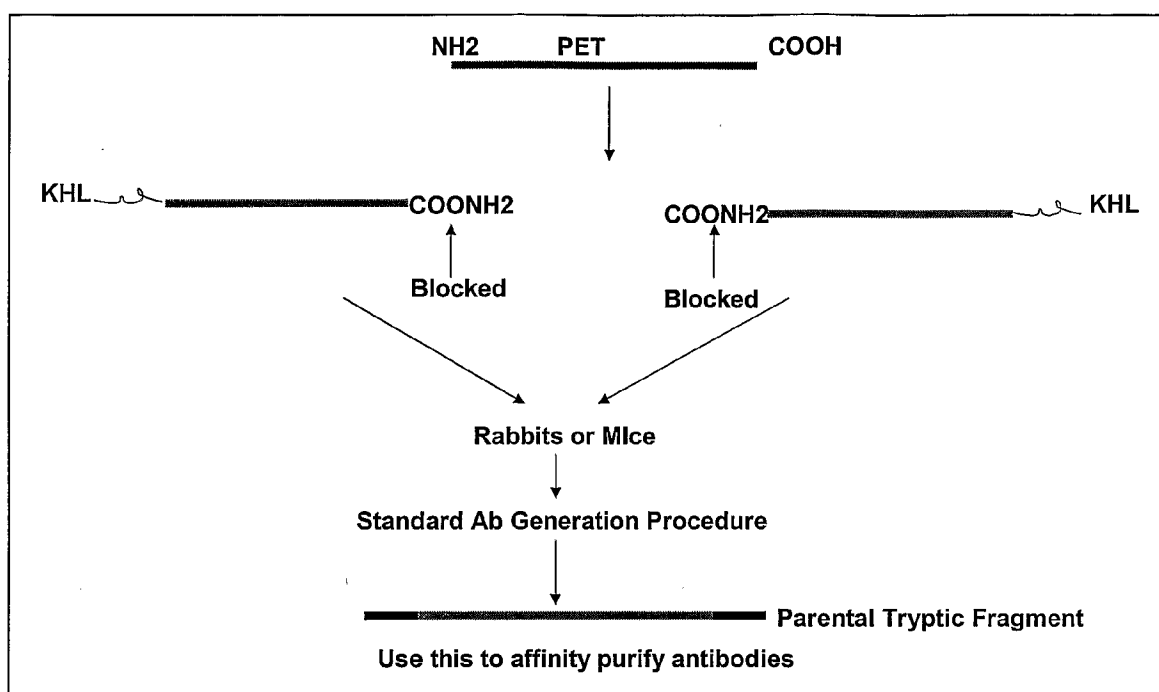 NH2 PET COOH
KHL COONH2 COONH2 KHL
Blocked Blocked
Rabbits or MIce
Standard Ab Generation Procedure
Parental Tryptic Fragment
Use this to affinity purify antibodies